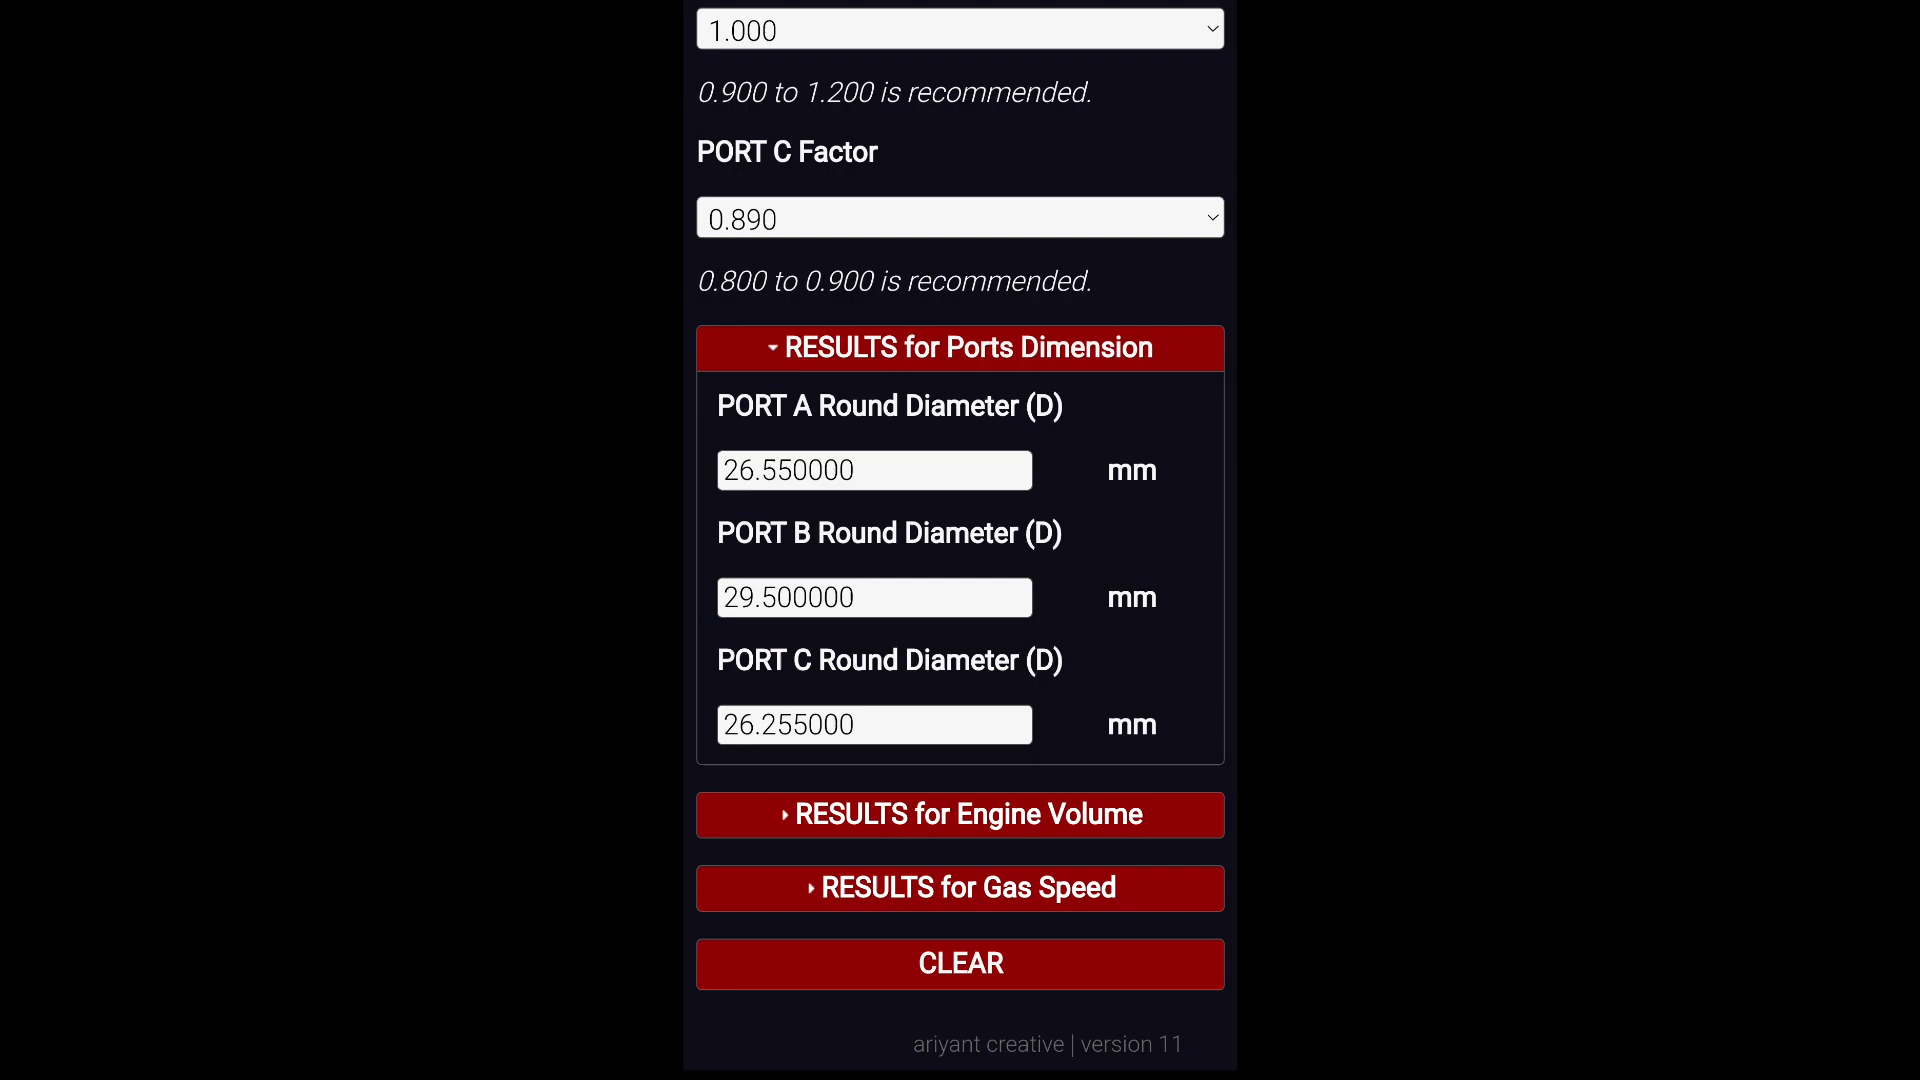 1.000
0.900 to 1.200 is recommended.
PORT C Factor
0.890
0.800 to 0.900 is recommended.
RESULTS for Ports Dimension
PORT A Round Diameter (D)
26.550000 mm
PORT B Round Diameter (D)
29.500000 mm
PORT C Round Diameter (D)
26.255000 mm
RESULTS for Engine Volume
RESULTS for Gas Speed
CLEAR
ariyant creative | version 11